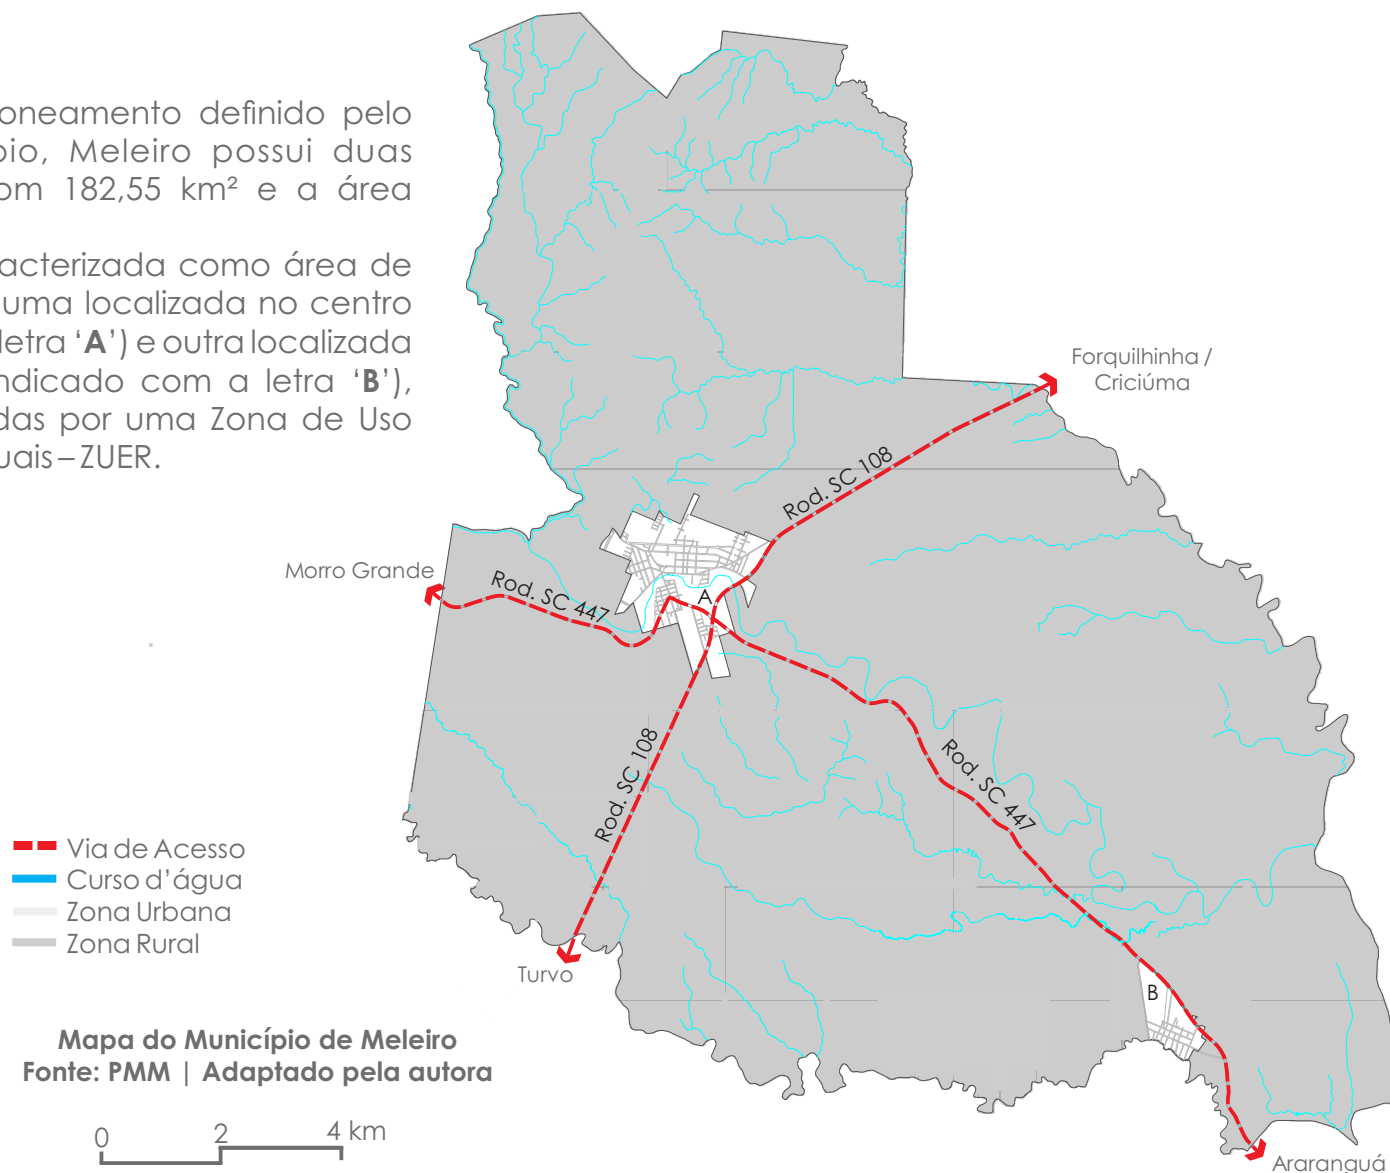 oneamento definido pelo
pio, Meleiro possui duas
om 182,55 km² e a área
acterizada como área de
uma localizada no centro
letra ‘A’) e outra localizada
ndicado com a letra ‘B’),
das por uma Zona de Uso
uais – ZUER.
Forquilhinha /
Criciúma
Rod. SC 108
Morro Grande
Rod. SC 447
A
Rod. SC 108
Rod. SC 447
Via de Acesso
Curso d’água
Zona Urbana
Zona Rural
Turvo
B
Mapa do Município de Meleiro
Fonte: PMM | Adaptado pela autora
0 2 4 km
Araranguá